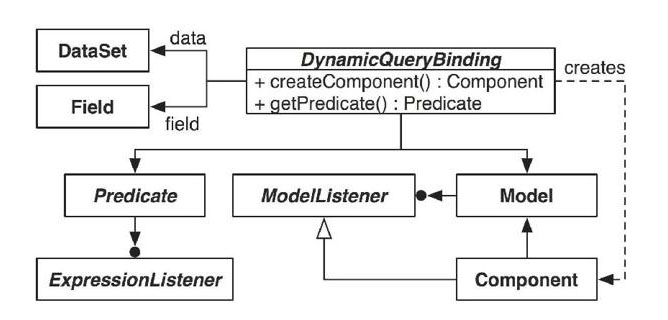 DataSet
data
DynamicQueryBinding
+ createComponent() : Component
+ getPredicate() : Predicate
creates
Field
field
Predicate
ModelListener
Model
ExpressionListener
Component